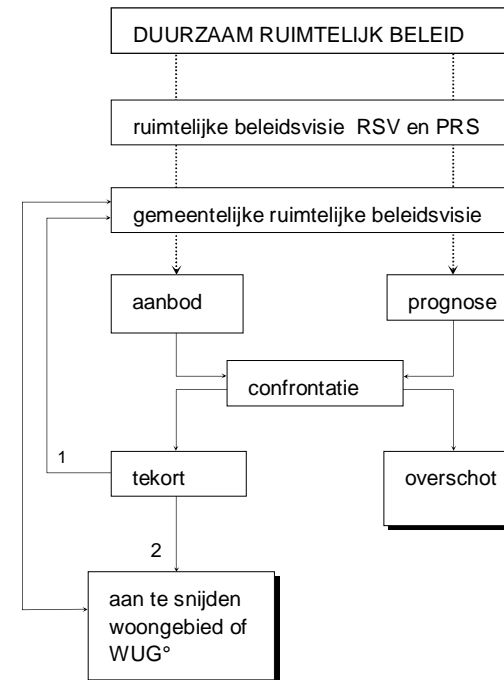 DUURZAAM RUIMTELIJK BELEID
ruimtelijke beleidsvisie RSV en PRS
gemeentelijke ruimtelijke beleidsvisie
aanbod
prognose
confrontatie
1
tekort
overschot
2
aan te snijden
woongebied of
WUG°